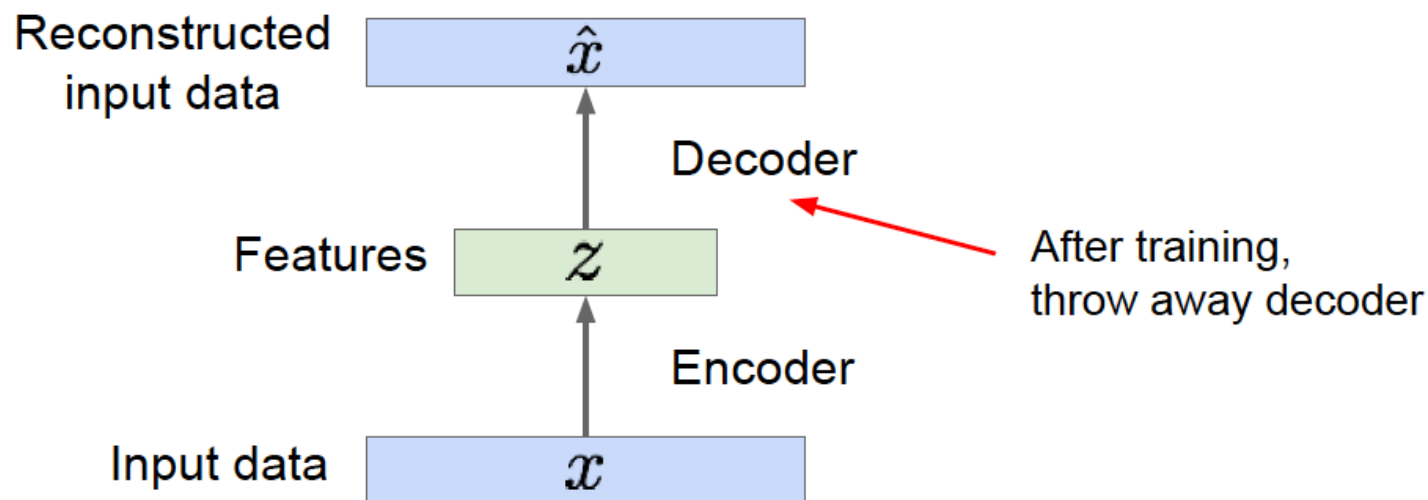 Reconstructed
input data
x̂
Decoder
Features
z
After training,
throw away decoder
Encoder
Input data
x